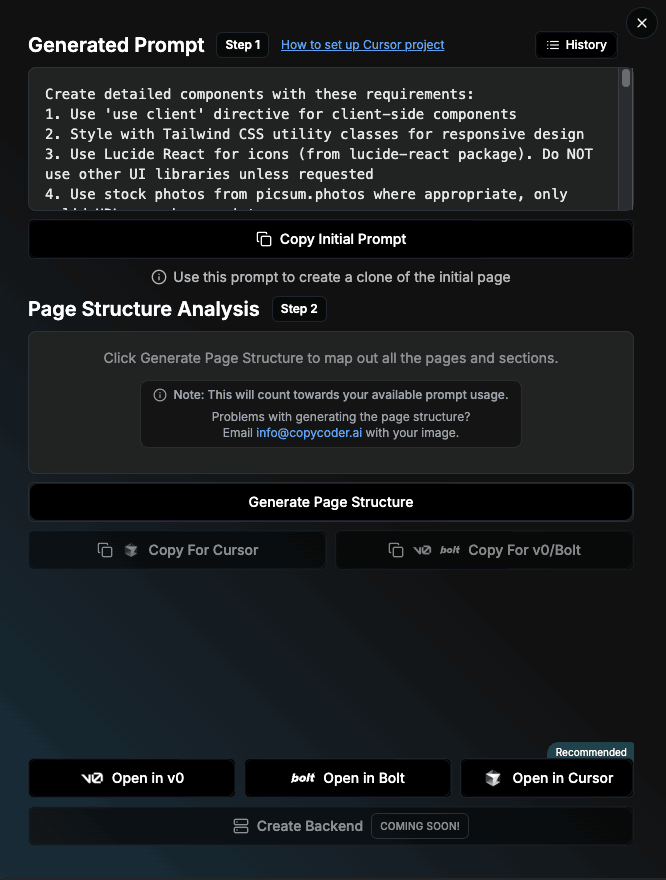 Generated Prompt Step 1 How to set up Cursor project History
Create detailed components with these requirements:
1. Use 'use client' directive for client-side components
2. Style with Tailwind CSS utility classes for responsive design
3. Use Lucide React for icons (from lucide-react package). Do NOT
use other UI libraries unless requested
4. Use stock photos from picsum.photos where appropriate, only
Copy Initial Prompt
Use this prompt to create a clone of the initial page
Page Structure Analysis Step 2
Click Generate Page Structure to map out all the pages and sections.
Note: This will count towards your available prompt usage.
Problems with generating the page structure?
Email info@copycoder.ai with your image.
Generate Page Structure
Copy For Cursor v0 bolt Copy For v0/Bolt
Recommended
v0 Open in v0 bolt Open in Bolt Open in Cursor
Create Backend COMING SOON!